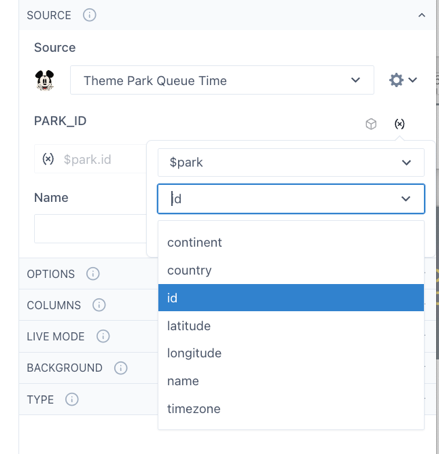 SOURCE
Source
Theme Park Queue Time
PARK_ID
(x)
(x) $park.id
$park
id
Name
continent
country
id
latitude
longitude
name
timezone
OPTIONS
COLUMNS
LIVE MODE
BACKGROUND
TYPE